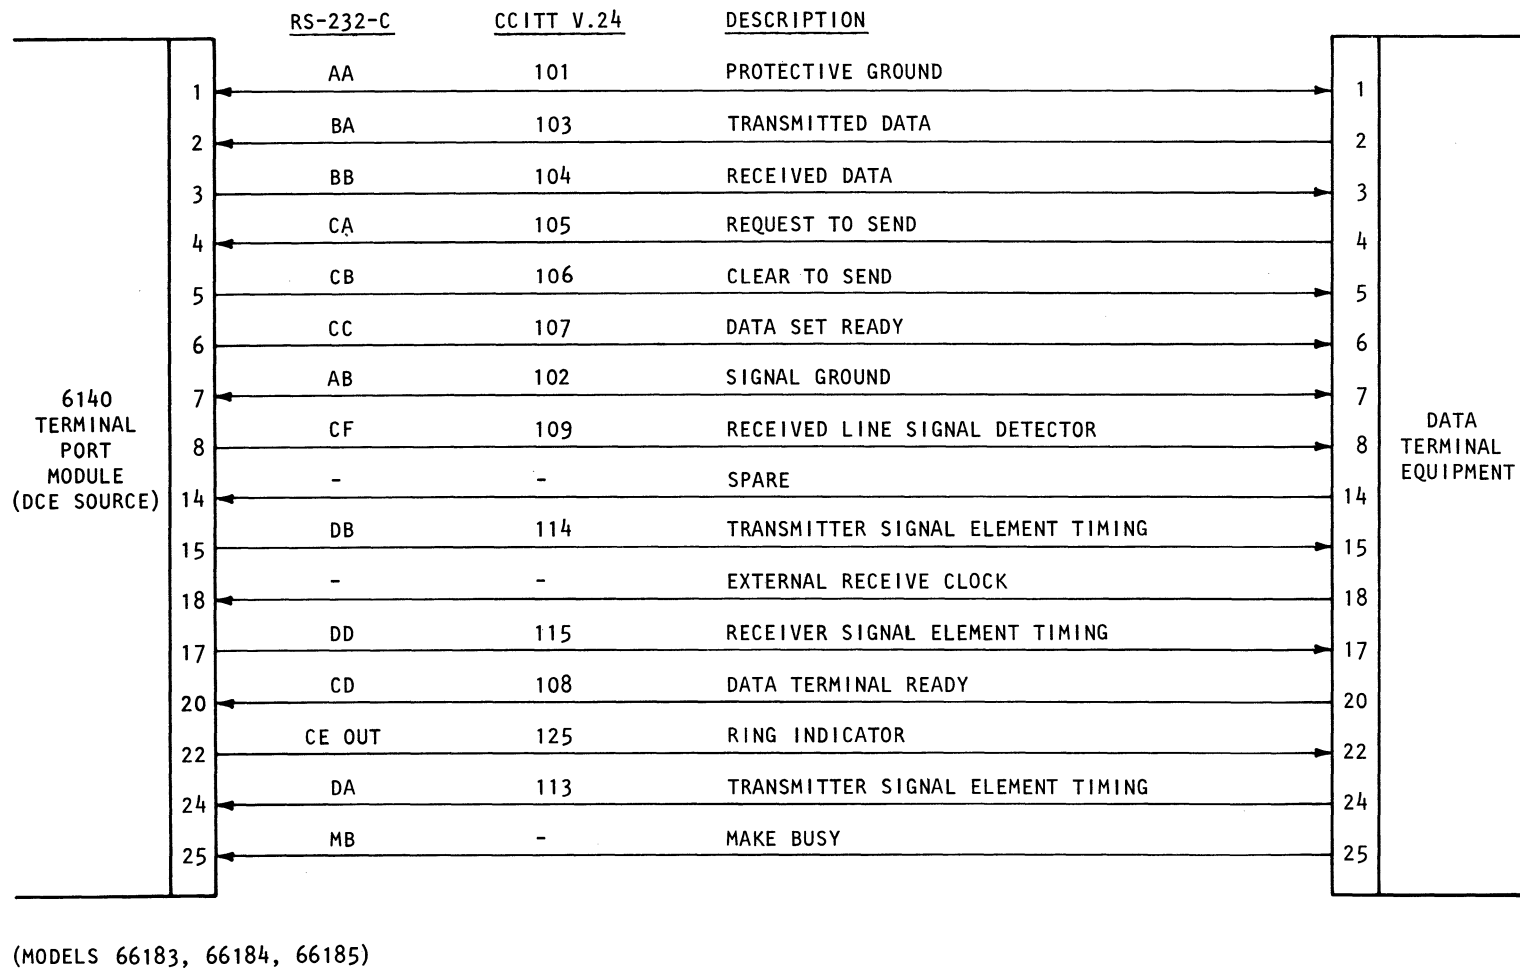 RS-232-C CCITT V.24 DESCRIPTION
AA 101 PROTECTIVE GROUND
1 1
BA 103 TRANSMITTED DATA
2 2
BB 104 RECEIVED DATA
3 3
CA 105 REQUEST TO SEND
4 4
CB 106 CLEAR TO SEND
5 5
CC 107 DATA SET READY
6 6
AB 102 SIGNAL GROUND
7 7
CF 109 RECEIVED LINE SIGNAL DETECTOR
8 8
- - SPARE
14 14
DB 114 TRANSMITTER SIGNAL ELEMENT TIMING
15 15
- - EXTERNAL RECEIVE CLOCK
18 18
DD 115 RECEIVER SIGNAL ELEMENT TIMING
17 17
CD 108 DATA TERMINAL READY
20 20
CE OUT 125 RING INDICATOR
22 22
DA 113 TRANSMITTER SIGNAL ELEMENT TIMING
24 24
MB - MAKE BUSY
25 25
6140
TERMINAL
PORT
MODULE
(DCE SOURCE)
DATA
TERMINAL
EQUIPMENT
(MODELS 66183, 66184, 66185)